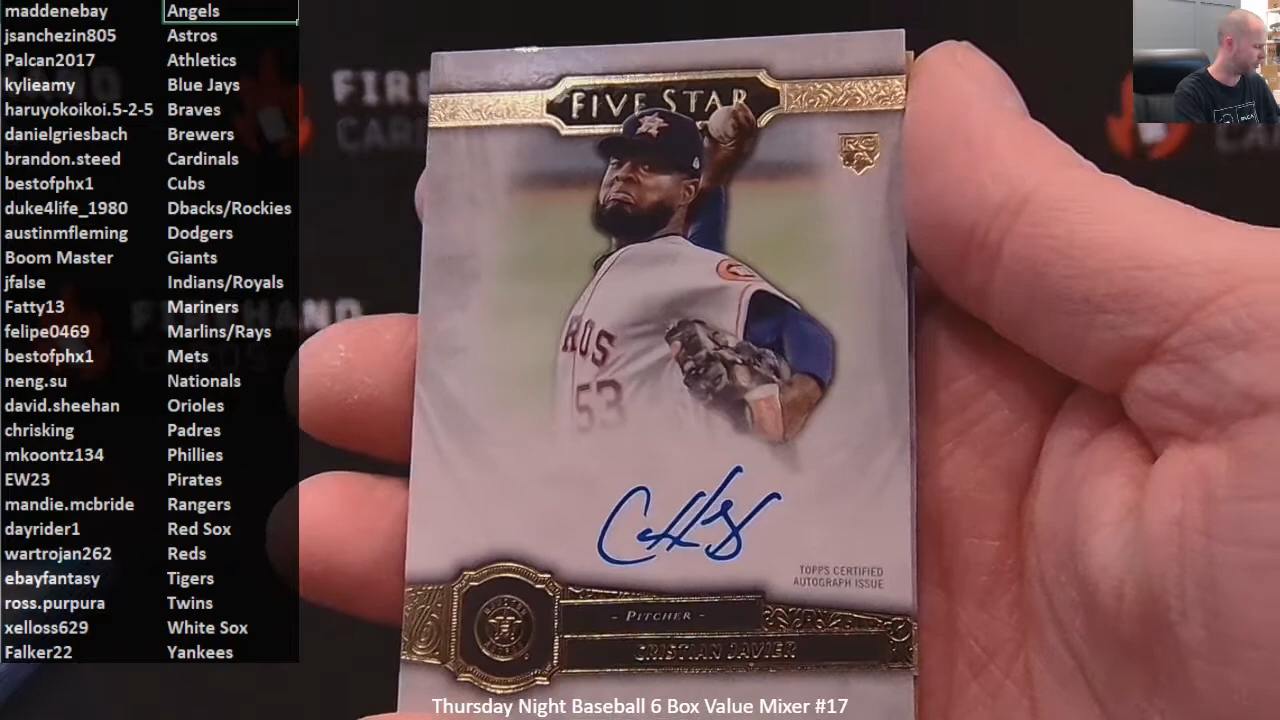 maddenebay Angels
jsanchezin805 Astros
Palcan2017 Athletics
kylieamy Blue Jays
haruyokoikoi.5-2-5 Braves
danielgriesbach Brewers
brandon.steed Cardinals
bestofphx1 Cubs
duke4life_1980 Dbacks/Rockies
austinmfleming Dodgers
Boom Master Giants
jfalse Indians/Royals
Fatty13 Mariners
felipe0469 Marlins/Rays
bestofphx1 Mets
neng.su Nationals
david.sheehan Orioles
chrisking Padres
mkoontz134 Phillies
EW23 Pirates
mandie.mcbride Rangers
dayrider1 Red Sox
wartrojan262 Reds
ebayfantasy Tigers
ross.purpura Twins
xelloss629 White Sox
Falker22 Yankees
FIVE STAR
RC
ROS
53
TOPPS CERTIFIED
AUTOGRAPH ISSUE
- PITCHER -
CRISTIAN JAVIER
Thursday Night Baseball 6 Box Value Mixer #17